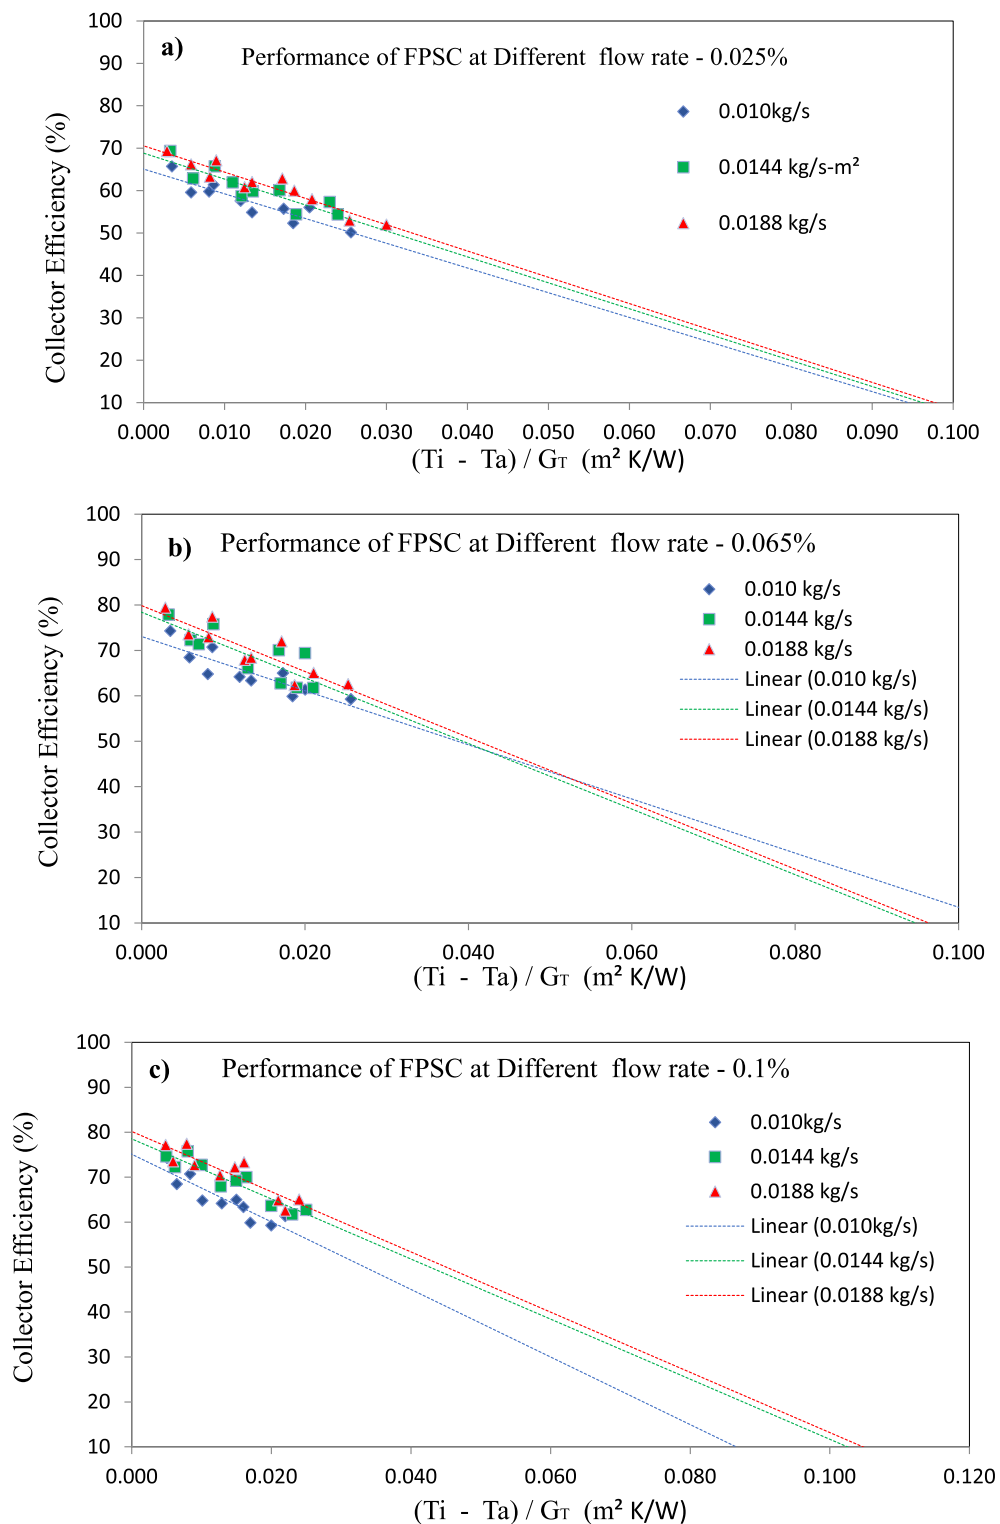 a)
Performance of FPSC at Different flow rate - 0.025%
Collector Efficiency (%)
100
90
80
70
60
50
40
30
20
10
0.010kg/s
0.0144 kg/s-m²
0.0188 kg/s
0.000 0.010 0.020 0.030 0.040 0.050 0.060 0.070 0.080 0.090 0.100
(Ti - Ta) / GT (m² K/W)
b)
Performance of FPSC at Different flow rate - 0.065%
Collector Efficiency (%)
100
90
80
70
60
50
40
30
20
10
0.010 kg/s
0.0144 kg/s
0.0188 kg/s
Linear (0.010 kg/s)
Linear (0.0144 kg/s)
Linear (0.0188 kg/s)
0.000 0.020 0.040 0.060 0.080 0.100
(Ti - Ta) / GT (m² K/W)
c)
Performance of FPSC at Different flow rate - 0.1%
Collector Efficiency (%)
100
90
80
70
60
50
40
30
20
10
0.010kg/s
0.0144 kg/s
0.0188 kg/s
Linear (0.010kg/s)
Linear (0.0144 kg/s)
Linear (0.0188 kg/s)
0.000 0.020 0.040 0.060 0.080 0.100 0.120
(Ti - Ta) / GT (m² K/W)